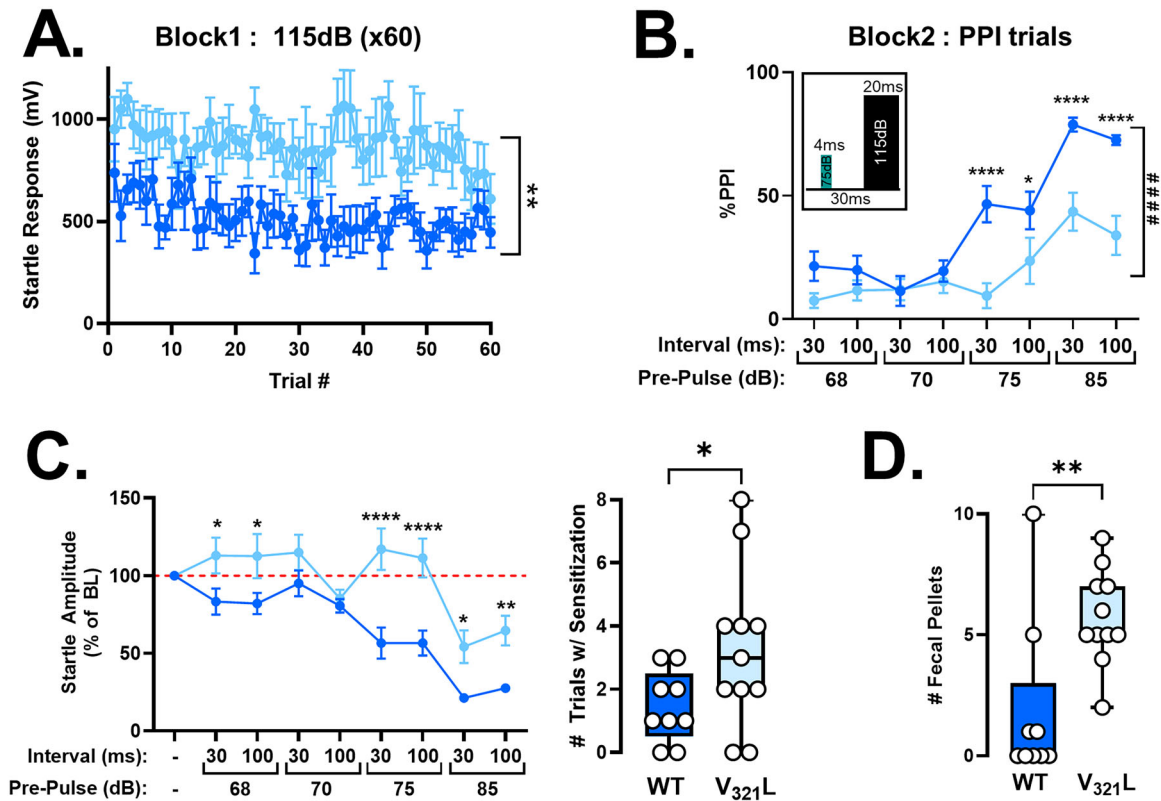 A.
Block1 : 115dB (x60)
Startle Response (mV)
1000
500
0
0 10 20 30 40 50 60
Trial #
**
B.
Block2 : PPI trials
%PPI
100
50
0
20ms
4ms
75dB
115dB
30ms
**** * **** ****
####
Interval (ms): 30 100 30 100 30 100 30 100
Pre-Pulse (dB): 68 70 75 85
C.
Startle Amplitude
(% of BL)
150
100
50
0
* * **** **** * **
Interval (ms): - 30 100 30 100 30 100 30 100
Pre-Pulse (dB): - 68 70 75 85
# Trials w/ Sensitization
8
6
4
2
0
*
WT V321L
D.
# Fecal Pellets
10
5
0
**
WT V321L